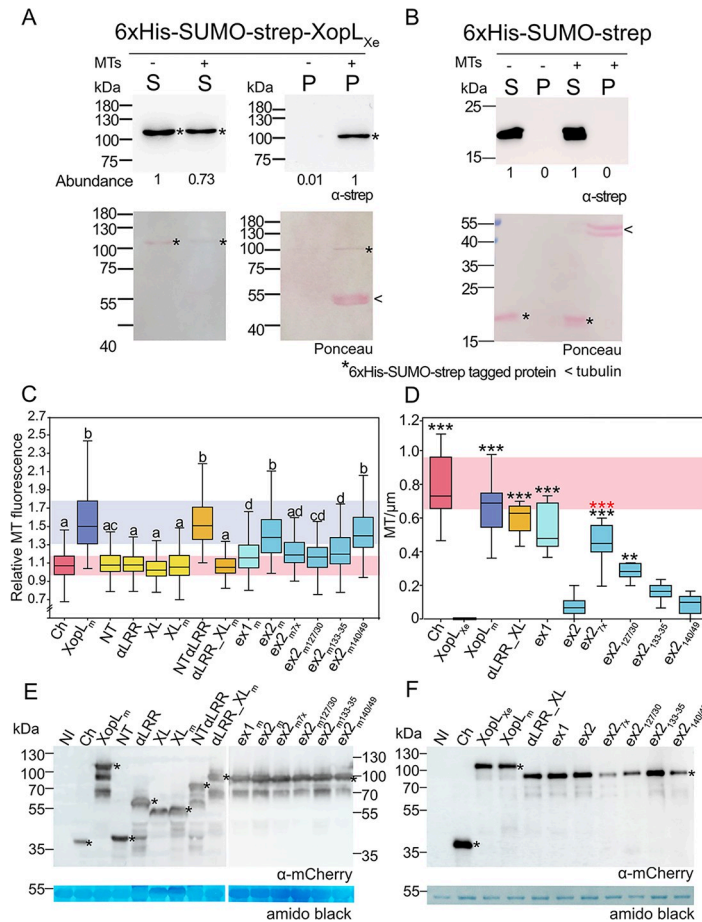 A
6xHis-SUMO-strep-XopL Xe
MTs - + - +
kDa S S kDa P P
180
130
100
75
*
*
180
130
100
75
*
Abundance 1 0.73 0.01 1
α-strep
180
130
100
75
55
40
*
*
180
130
100
75
55
40
*
<
Ponceau
B
6xHis-SUMO-strep
MTs - - + +
kDa S P S P
25
15
1 0 1 0
α-strep
55
40
35
25
15
<
*
*
Ponceau
*6xHis-SUMO-strep tagged protein < tubulin
C
Relative MT fluorescence
2.7
2.5
2.3
2.1
1.9
1.7
1.5
1.3
1.1
0.9
a b ac a a a b a d b ad cd d b
Ch
XopLm
NT
αLRR
XL
XLm
NTαLRR
αLRR_XLm
ex1m
ex2m
ex2m7x
ex2m127/30
ex2m133-35
ex2m140/49
D
MT/µm
1.2
1
0.8
0.6
0.4
0.2
0
*** *** *** *** *** *** **
Ch
XopLXe
XopLm
αLRR_XL
ex1
ex2
ex27x
ex2127/30
ex2133-35
ex2140/49
E
kDa
NI
Ch
XopLm
NT
αLRR
XL
XLm
NTαLRR
αLRR_XLm
ex1m
ex2m
ex2m7x
ex2m127/30
ex2m133-35
ex2m140/49
kDa
130
100
70
55
35
130
100
70
55
35
α-mCherry
55
amido black
F
kDa
NI
Ch
XopLXe
XopLm
αLRR_XL
ex1
ex2
ex27x
ex2127/30
ex2133-35
ex2140/49
130
100
70
55
35
*
*
*
α-mCherry
55
amido black